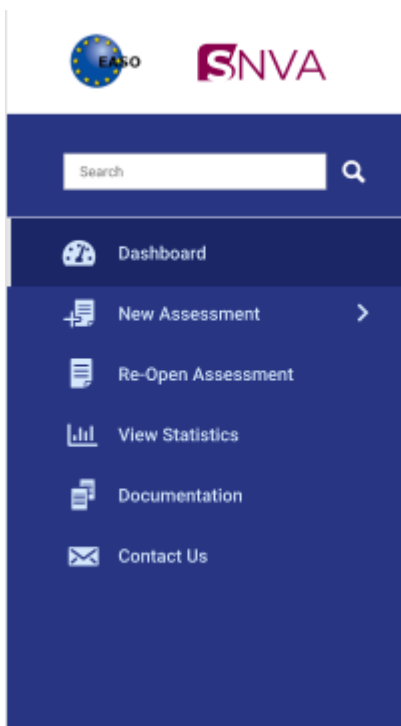 EASO
SNVA
Search
Dashboard
New Assessment
Re-Open Assessment
View Statistics
Documentation
Contact Us